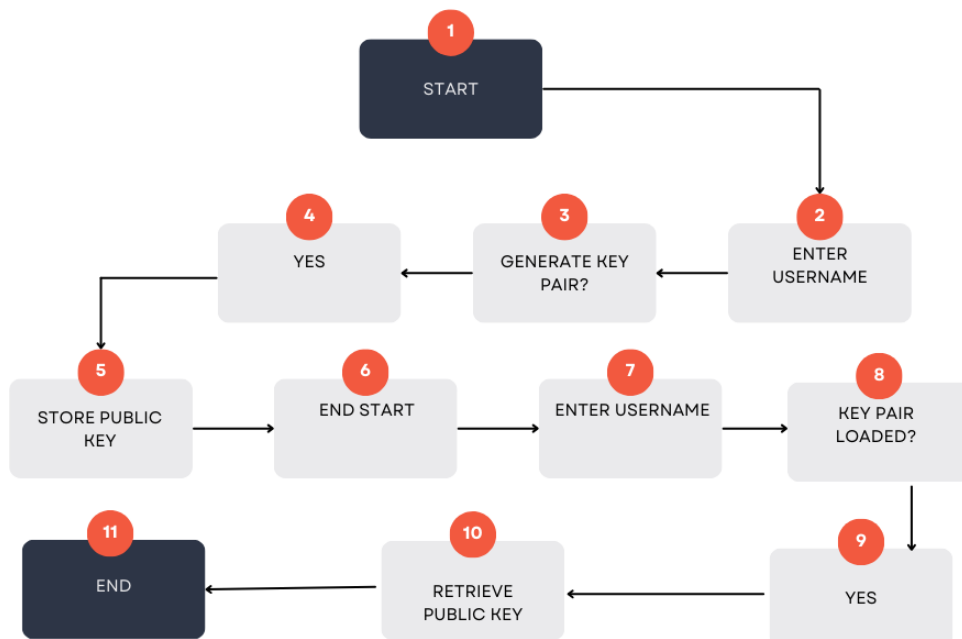 1
START
2
ENTER
USERNAME
3
GENERATE KEY
PAIR?
4
YES
5
STORE PUBLIC
KEY
6
END START
7
ENTER USERNAME
8
KEY PAIR
LOADED?
9
YES
10
RETRIEVE
PUBLIC KEY
11
END